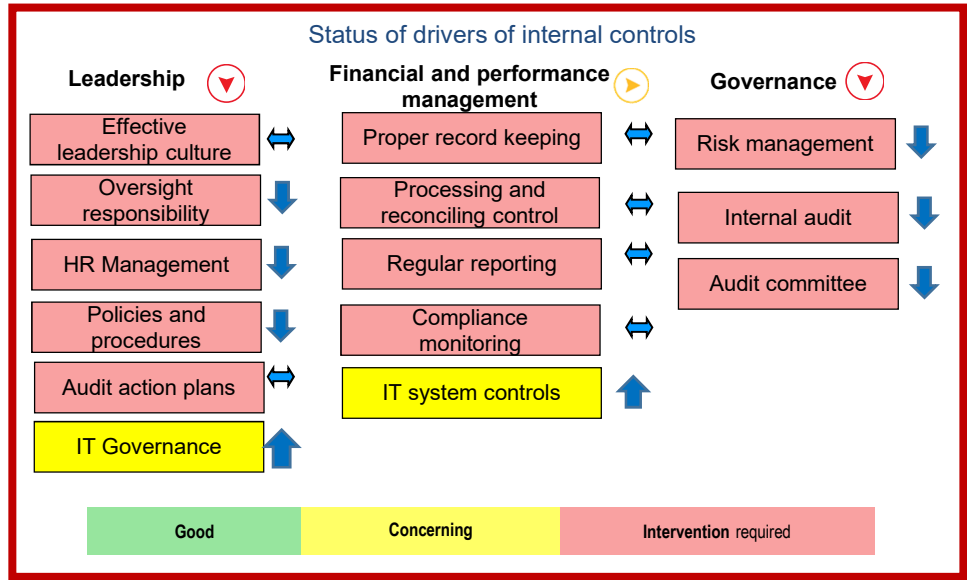 Status of drivers of internal controls
Leadership
Effective
leadership culture
Oversight
responsibility
HR Management
Policies and
procedures
Audit action plans
IT Governance
Financial and performance
management
Proper record keeping
Processing and
reconciling control
Regular reporting
Compliance
monitoring
IT system controls
Governance
Risk management
Internal audit
Audit committee
Good
Concerning
Intervention required